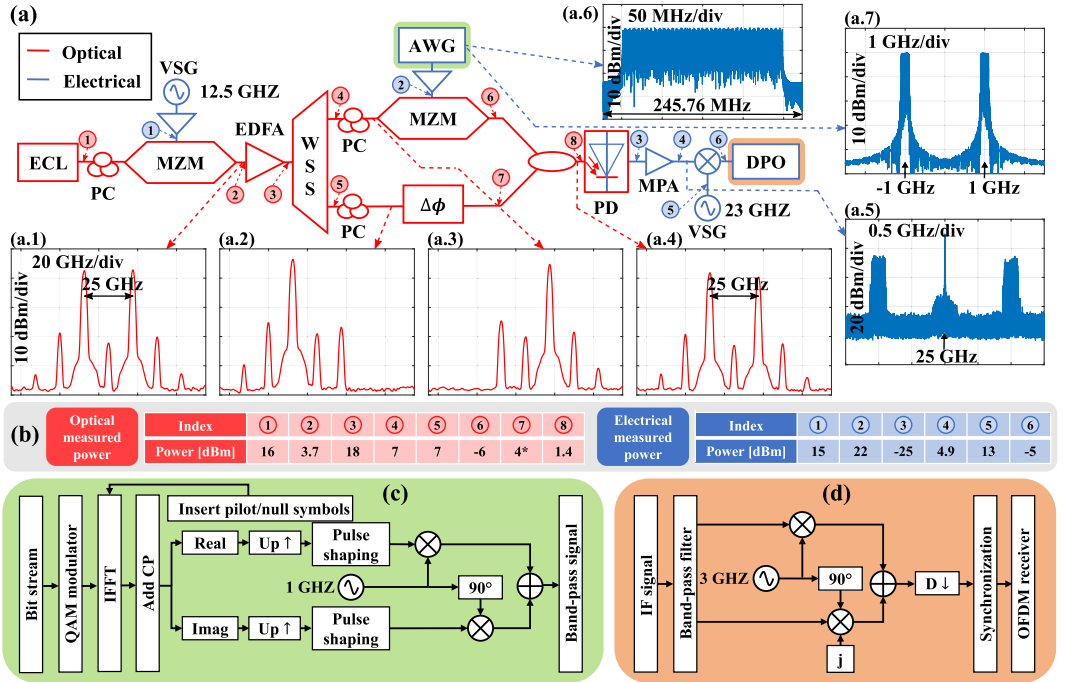 (a)
Optical
Electrical
VSG
12.5 GHZ
1
ECL
1
PC
MZM
EDFA
2
3
W
S
S
4
PC
5
PC
AWG
2
MZM
6
Δϕ
7
8
PD
3
MPA
4
5
6
DPO
23 GHZ
VSG
(a.6)
50 MHz/div
10 dBm/div
245.76 MHz
(a.7)
1 GHz/div
10 dBm/div
-1 GHz
1 GHz
(a.5)
0.5 GHz/div
20 dBm/div
25 GHz
(a.1)
20 GHz/div
25 GHz
10 dBm/div
(a.2)
(a.3)
(a.4)
25 GHz
(b)
Optical
measured
power
Index 1 2 3 4 5 6 7 8
Power [dBm] 16 3.7 18 7 7 -6 4* 1.4
Electrical
measured
power
Index 1 2 3 4 5 6
Power [dBm] 15 22 -25 4.9 13 -5
(c)
Bit stream
QAM modulator
IFFT
Add CP
Insert pilot/null symbols
Real
Up ↑
Pulse
shaping
1 GHZ
90°
Imag
Up ↑
Pulse
shaping
Band-pass signal
(d)
IF signal
Band-pass filter
3 GHZ
90°
j
D ↓
Synchronization
OFDM receiver